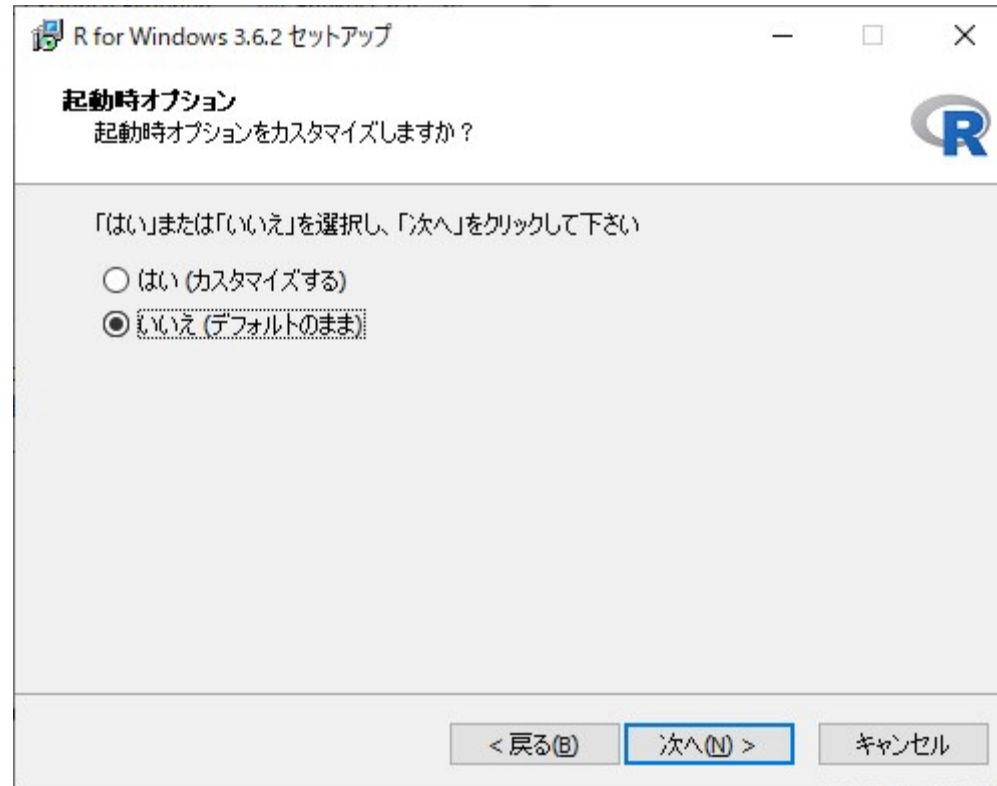 R for Windows 3.6.2 セットアップ
起動時オプション
起動時オプションをカスタマイズしますか？
R
「はい」または「いいえ」を選択し、「次へ」をクリックして下さい
はい (カスタマイズする)
いいえ (デフォルトのまま)
< 戻る(B) 次へ(N) > キャンセル